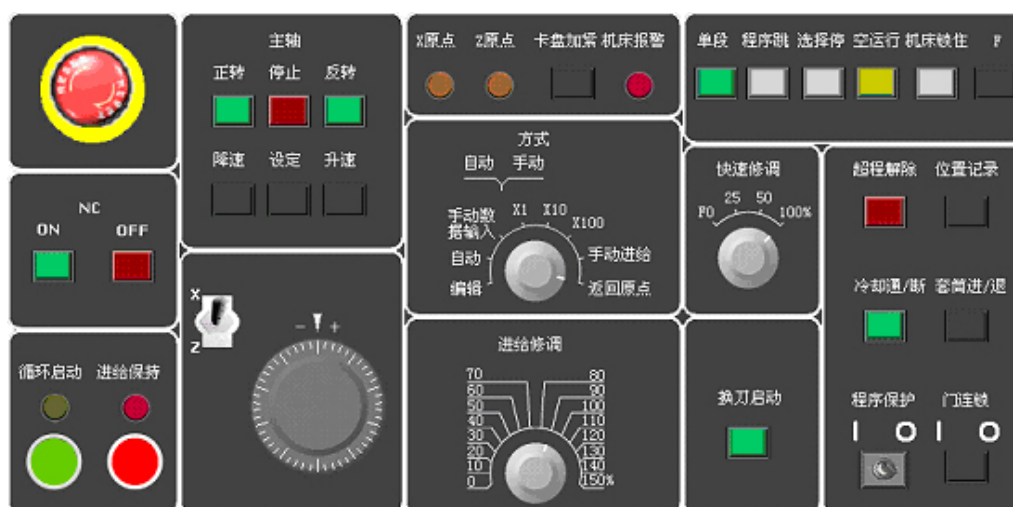 主轴
正转 停止 反转
降速 设定 升速
NC
ON OFF
循环启动 进给保持
X
Z
- +
X原点 Z原点 卡盘加紧 机床报警
方式
自动 手动
手动数
据输入
X1 X10
X100
自动
手动进给
编辑
返回原点
进给修调
70 80
60 90
50 100
40 110
30 120
20 130
10 140
0 150%
单段 程序跳 选择停 空运行 机床锁住 F
快速修调
F0 25 50 100%
换刀启动
超程解除 位置记录
冷却通/断 套筒进/退
程序保护 门连锁
I O I O